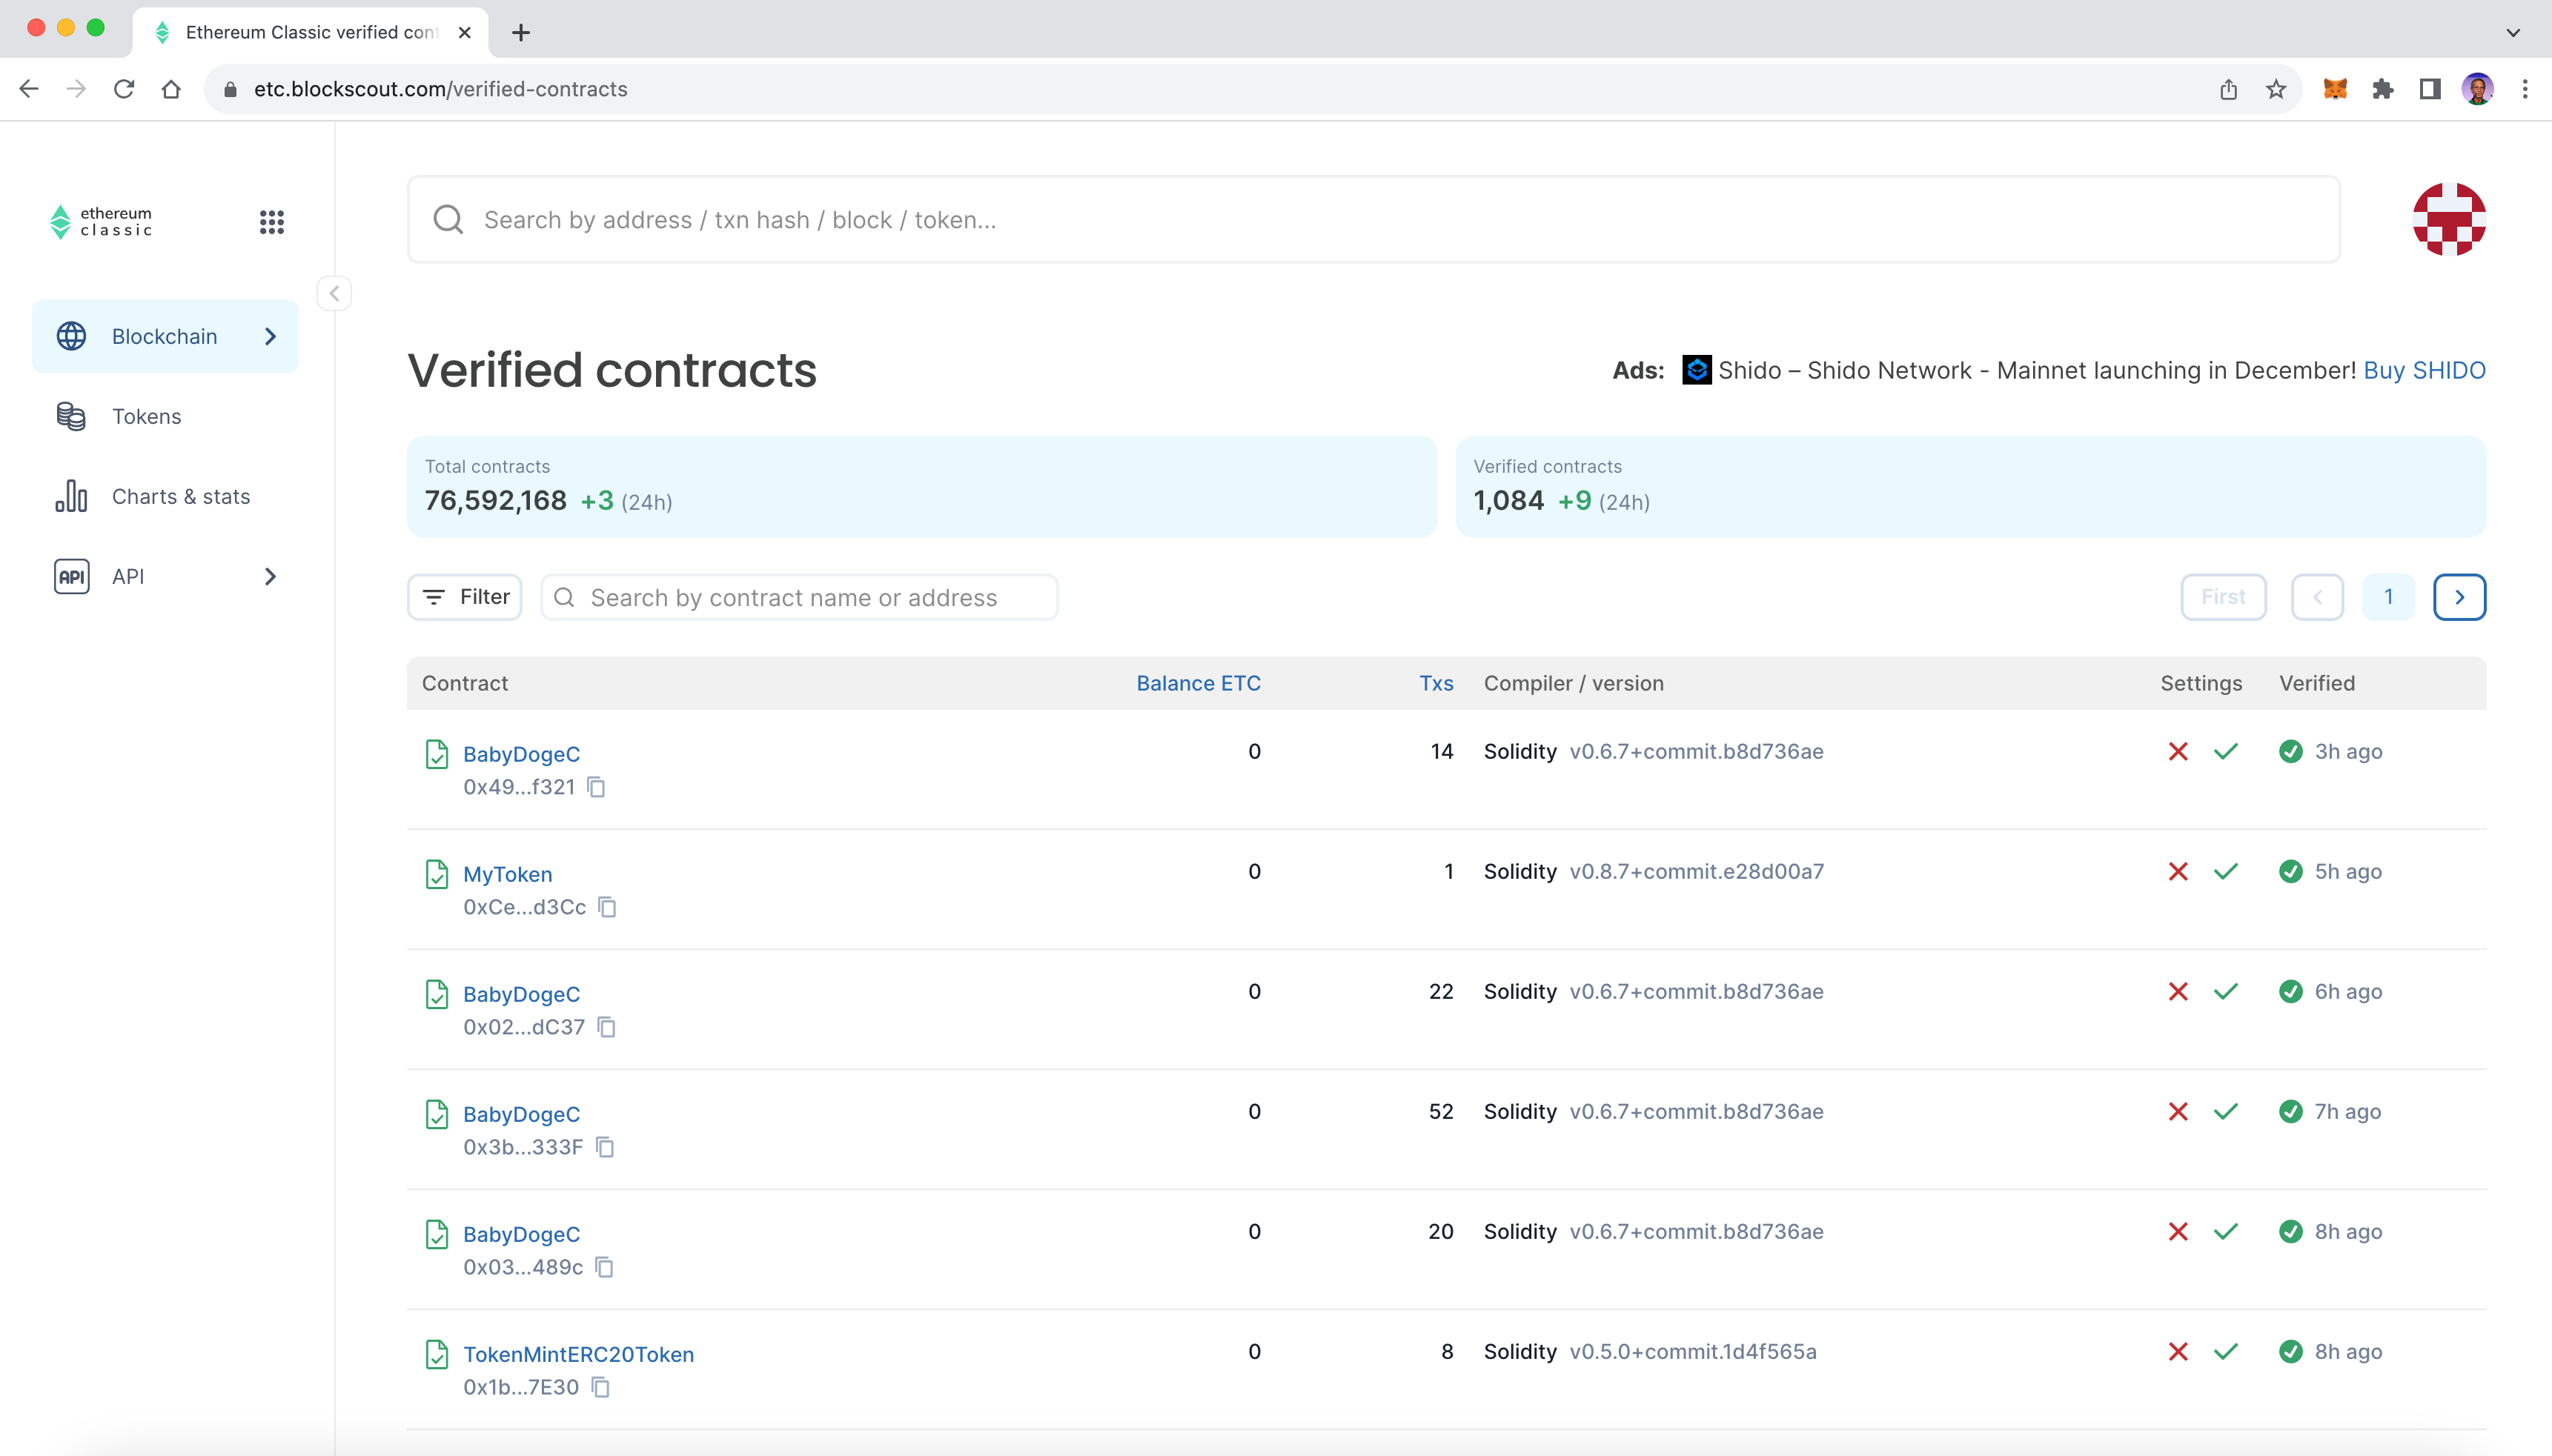 Ethereum Classic verified cont
etc.blockscout.com/verified-contracts
ethereum
classic
Search by address / txn hash / block / token...
Blockchain
Tokens
Charts & stats
API API
Verified contracts
Ads: Shido – Shido Network - Mainnet launching in December! Buy SHIDO
Total contracts
76,592,168 +3 (24h)
Verified contracts
1,084 +9 (24h)
Filter Search by contract name or address First 1
Contract Balance ETC Txs Compiler / version Settings Verified
BabyDogeC 0 14 Solidity v0.6.7+commit.b8d736ae 3h ago
0x49...f321
MyToken 0 1 Solidity v0.8.7+commit.e28d00a7 5h ago
0xCe...d3Cc
BabyDogeC 0 22 Solidity v0.6.7+commit.b8d736ae 6h ago
0x02...dC37
BabyDogeC 0 52 Solidity v0.6.7+commit.b8d736ae 7h ago
0x3b...333F
BabyDogeC 0 20 Solidity v0.6.7+commit.b8d736ae 8h ago
0x03...489c
TokenMintERC20Token 0 8 Solidity v0.5.0+commit.1d4f565a 8h ago
0x1b...7E30